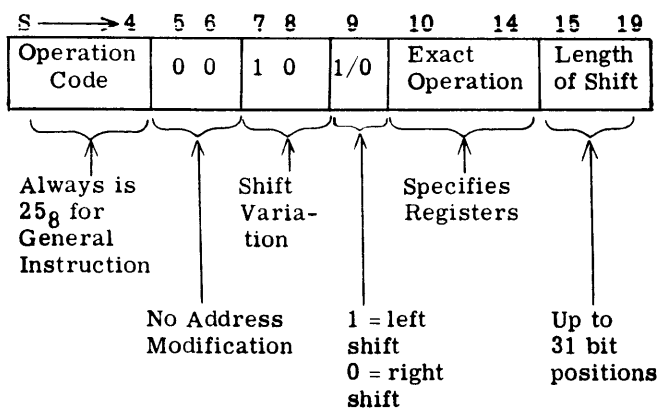 S 4 5 6 7 8 9 10 14 15 19
Operation Code 0 0 1 0 1/0 Exact Operation Length of Shift
Always is
25₈ for
General
Instruction
Shift
Varia-
tion
Specifies
Registers
No Address
Modification
1 = left
shift
0 = right
shift
Up to
31 bit
positions